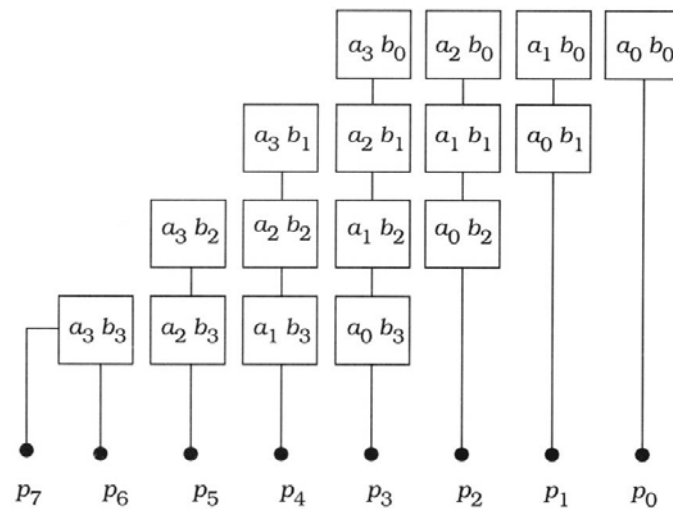 a₃ b₀ a₂ b₀ a₁ b₀ a₀ b₀
a₃ b₁ a₂ b₁ a₁ b₁ a₀ b₁
a₃ b₂ a₂ b₂ a₁ b₂ a₀ b₂
a₃ b₃ a₂ b₃ a₁ b₃ a₀ b₃
p₇ p₆ p₅ p₄ p₃ p₂ p₁ p₀